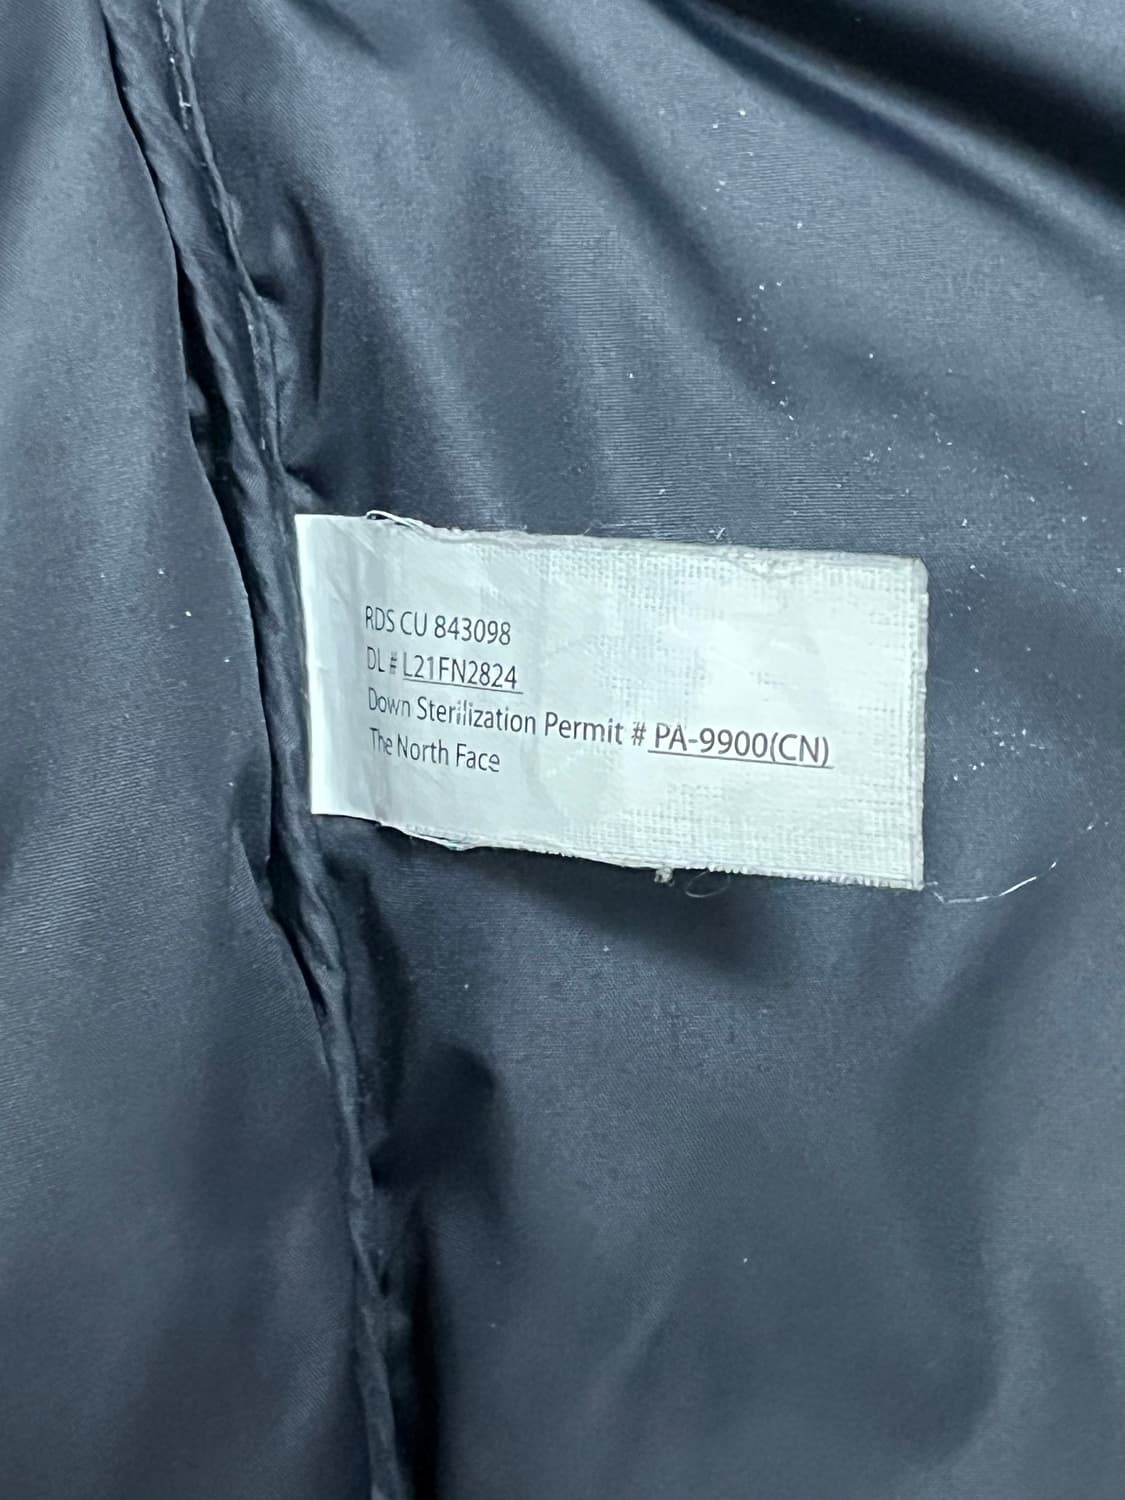 RDS CU 843098
DL # L21FN2824
Down Sterilization Permit # PA-9900(CN)
The North Face